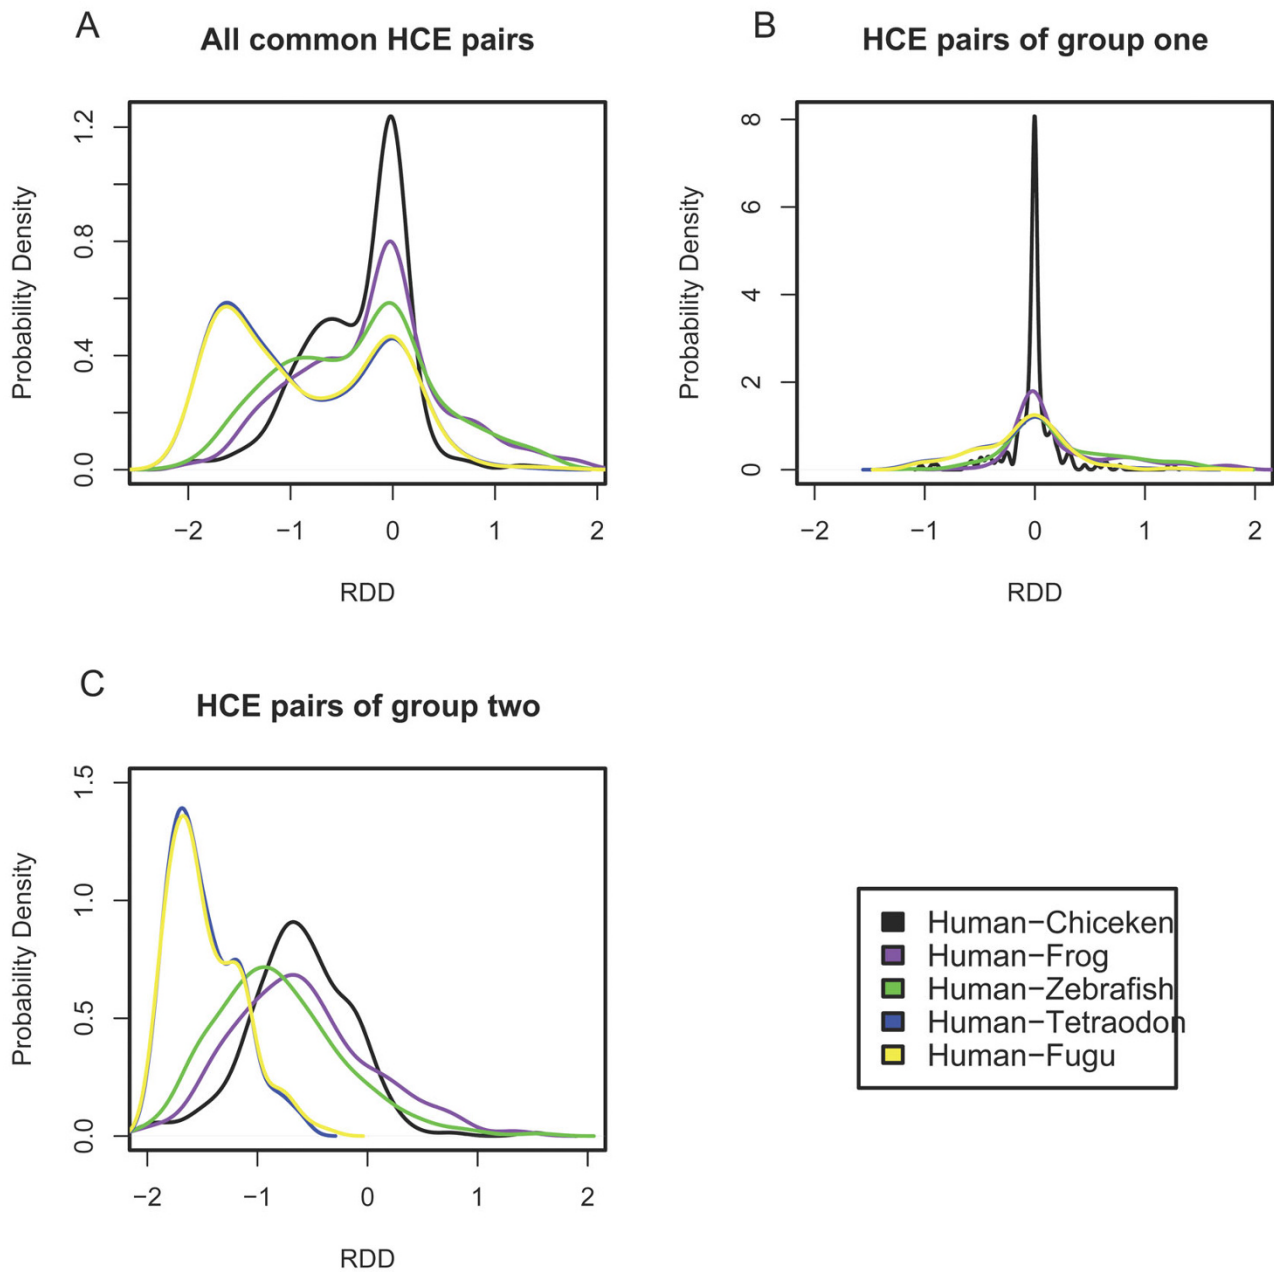 A
All common HCE pairs
Probability Density
0.0 0.4 0.8 1.2
−2 −1 0 1 2
RDD
B
HCE pairs of group one
Probability Density
0 2 4 6 8
−2 −1 0 1 2
RDD
C
HCE pairs of group two
Probability Density
0.0 0.5 1.0 1.5
−2 −1 0 1 2
RDD
Human−Chiceken
Human−Frog
Human−Zebrafish
Human−Tetraodon
Human−Fugu